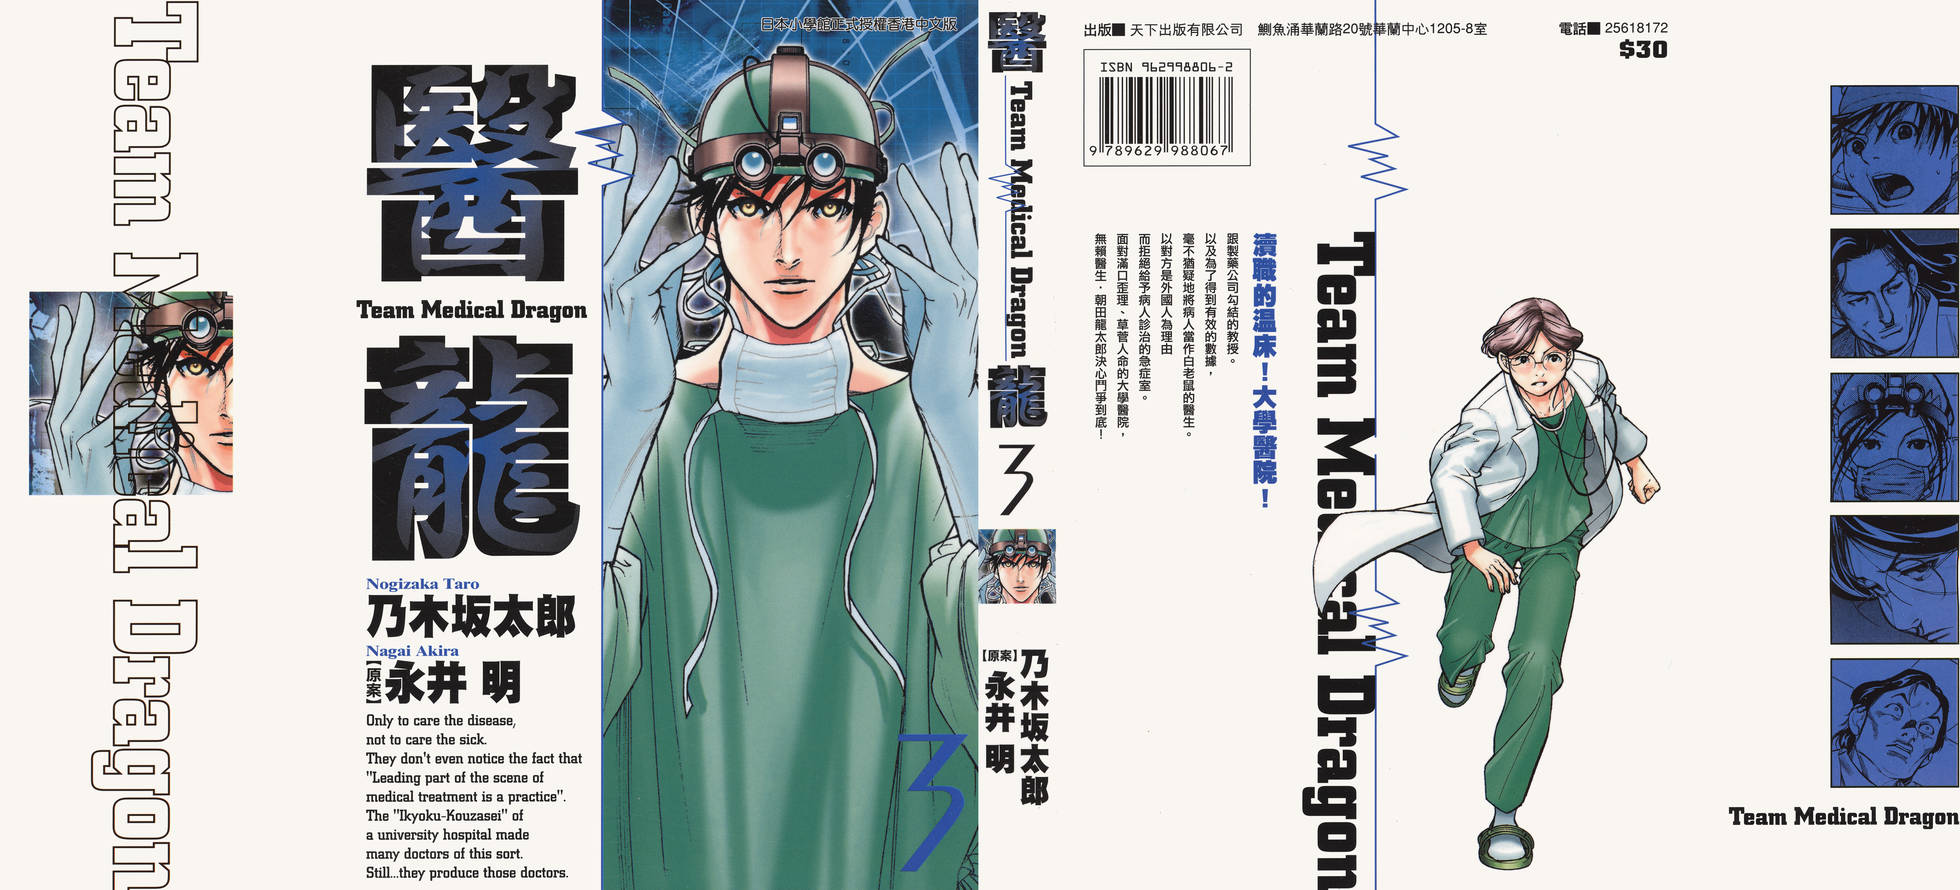 Team Medical Dragon
醫
Team Medical Dragon
龍
Nogizaka Taro
乃木坂太郎
Nagai Akira
【原案】永井 明
Only to care the disease,
not to care the sick.
They don't even notice the fact that
"Leading part of the scene of
medical treatment is a practice".
The "Ikyoku-Kouzasei" of
a university hospital made
many doctors of this sort.
Still...they produce those doctors.
日本小學館正式授權香港中文版
3
醫
Team Medical Dragon
龍
3
乃木坂太郎
【原案】永井 明
出版■ 天下出版有限公司 鰂魚涌華蘭路20號華蘭中心1205-8室
電話■ 25618172
$30
ISBN 962998806-2
9 789629 988067
瀆職的温床！大學醫院！
跟製藥公司勾結的教授。
以及為了得到有效的數據，
毫不猶疑地將病人當作白老鼠的醫生。
以對方是外國人為理由
而拒絕給予病人診治的急症室。
面對滿口歪理、草菅人命的大學醫院，
無賴醫生．朝田龍太郎決心鬥爭到底！
Team Medical Dragon
Team Medical Dragon